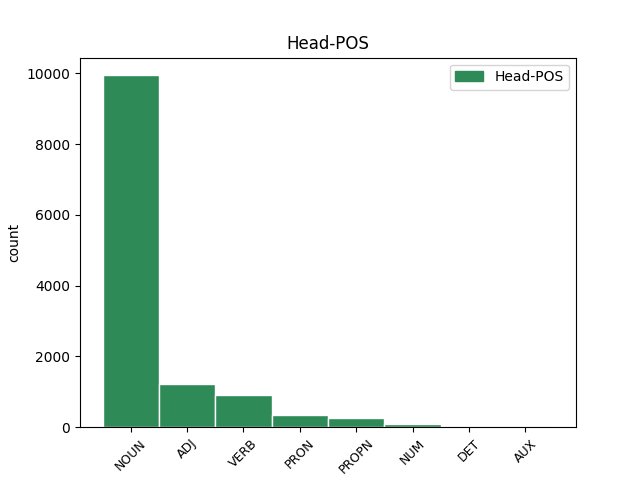 Head-POS
Head-POS
10000
8000
6000
4000
2000
0
count
NOUN
ADJ
VERB
PRON
PROPN
NUM
DET
AUX